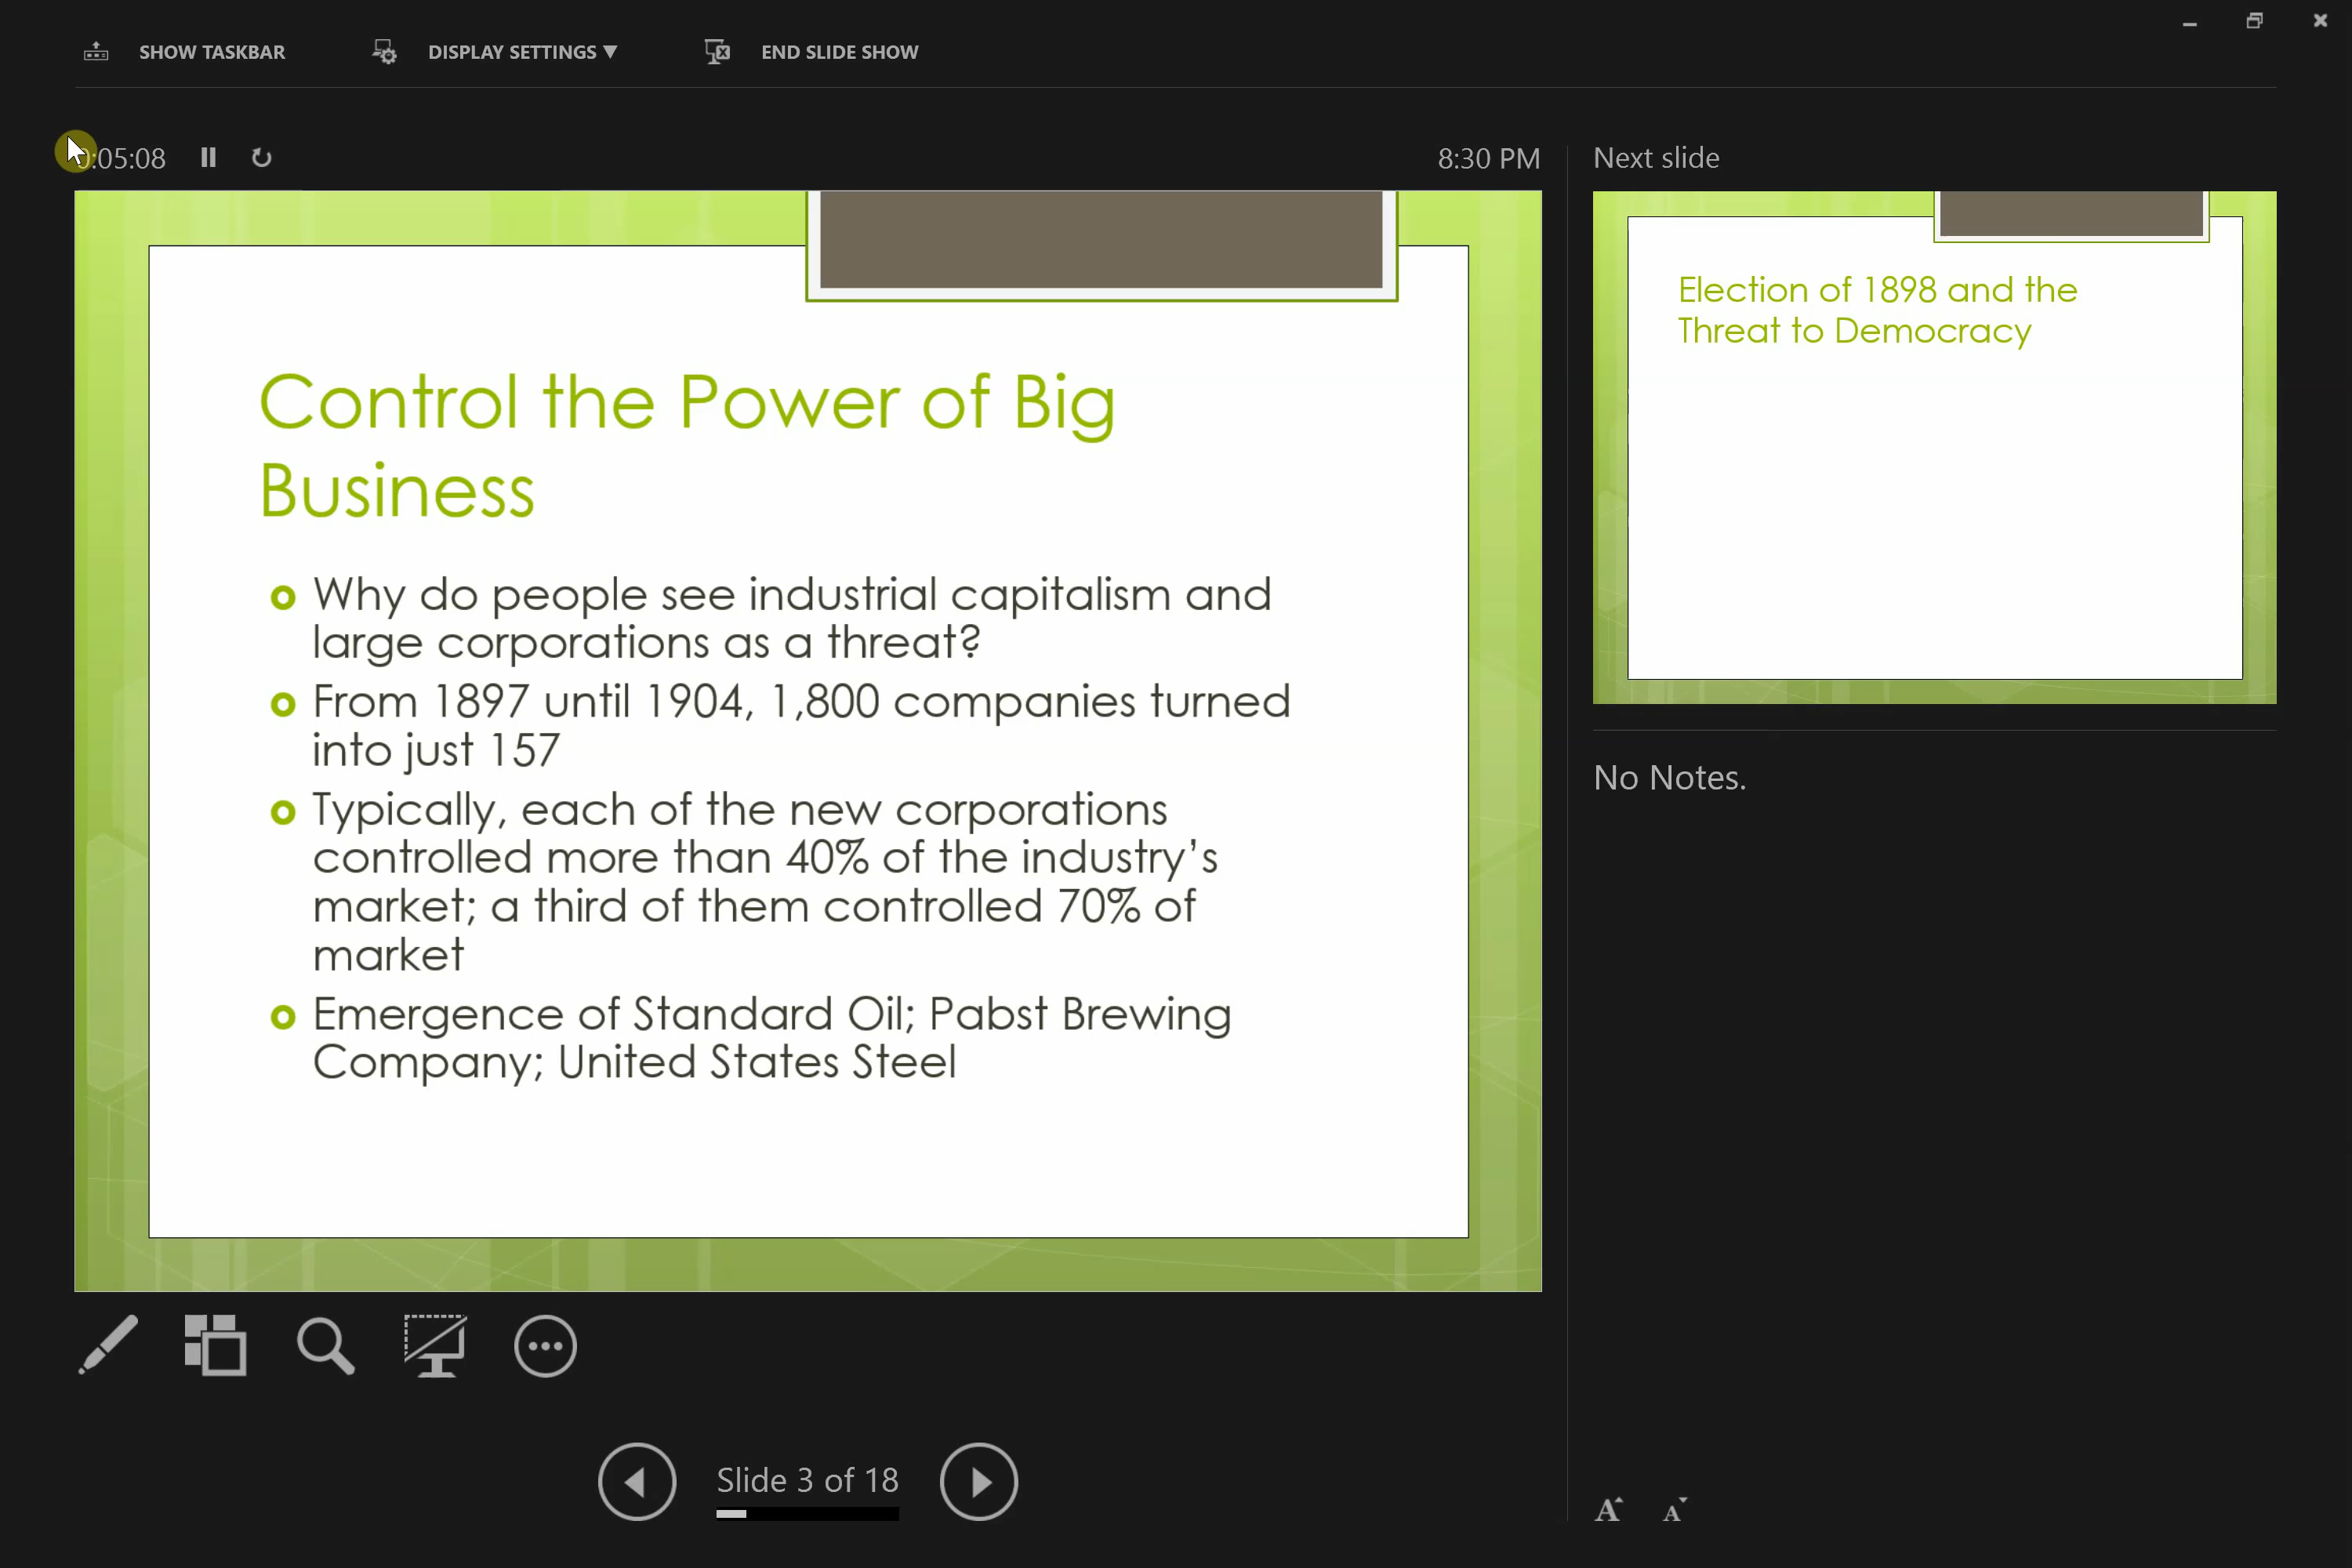 SHOW TASKBAR
DISPLAY SETTINGS ▼
END SLIDE SHOW
0:05:08
8:30 PM
Control the Power of Big
Business
Why do people see industrial capitalism and
large corporations as a threat?
From 1897 until 1904, 1,800 companies turned
into just 157
Typically, each of the new corporations
controlled more than 40% of the industry's
market; a third of them controlled 70% of
market
Emergence of Standard Oil; Pabst Brewing
Company; United States Steel
Slide 3 of 18
Next slide
Election of 1898 and the
Threat to Democracy
No Notes.
A A